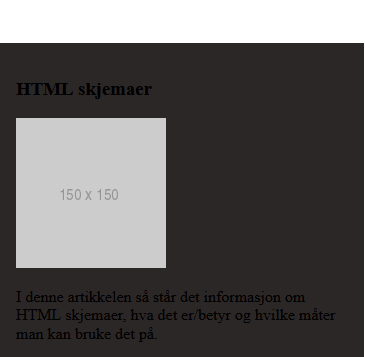 HTML skjemaer
150 x 150
I denne artikkelen så står det informasjon om
HTML skjemaer, hva det er/betyr og hvilke måter
man kan bruke det på.